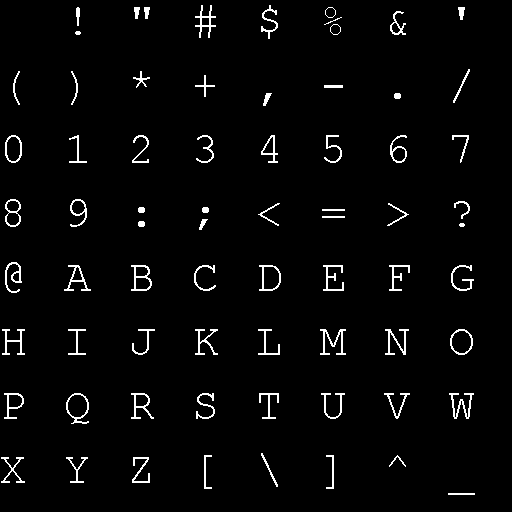 ! " # $ % & '
( ) * + , - . /
0 1 2 3 4 5 6 7
8 9 : ; < = > ?
@ A B C D E F G
H I J K L M N O
P Q R S T U V W
X Y Z [ \ ] ^ _